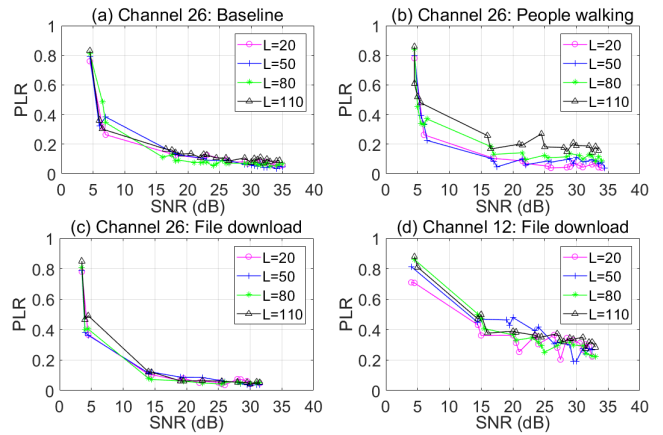 (a) Channel 26: Baseline
PLR
1
0.8
0.6
0.4
0.2
0
L=20
L=50
L=80
L=110
0 5 10 15 20 25 30 35 40
SNR (dB)
(b) Channel 26: People walking
PLR
1
0.8
0.6
0.4
0.2
0
L=20
L=50
L=80
L=110
0 5 10 15 20 25 30 35 40
SNR (dB)
(c) Channel 26: File download
PLR
1
0.8
0.6
0.4
0.2
0
L=20
L=50
L=80
L=110
0 5 10 15 20 25 30 35 40
SNR (dB)
(d) Channel 12: File download
PLR
1
0.8
0.6
0.4
0.2
0
L=20
L=50
L=80
L=110
0 5 10 15 20 25 30 35 40
SNR (dB)